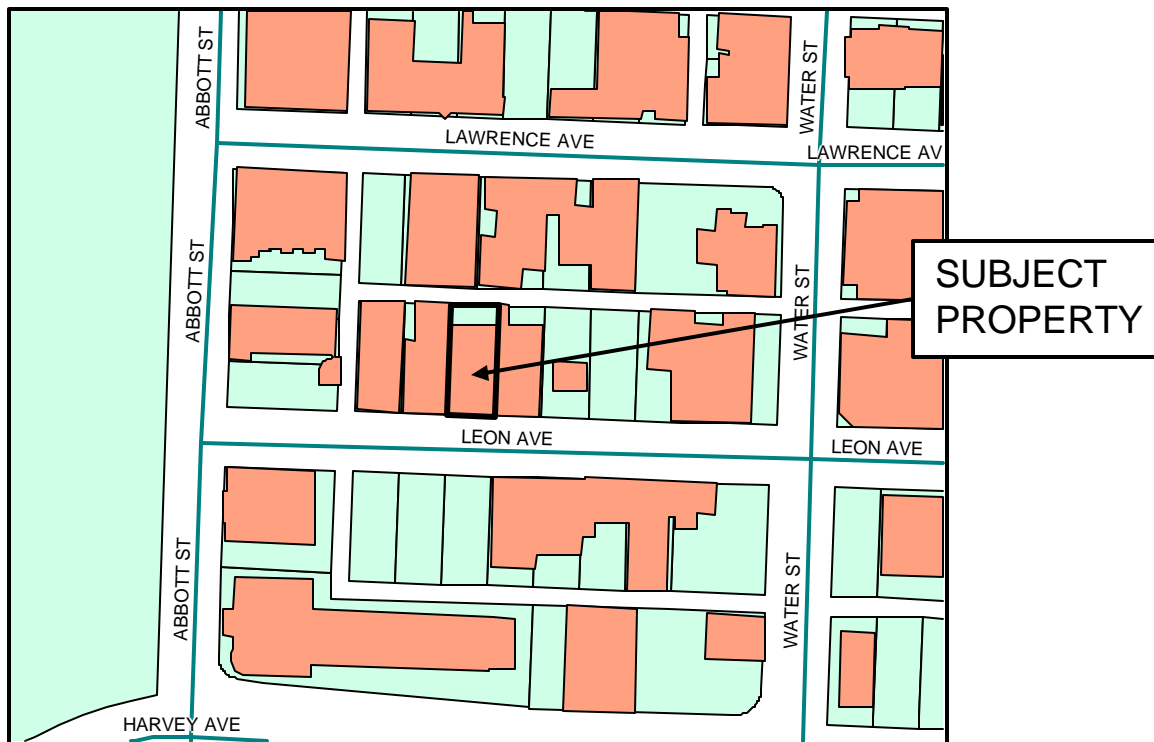 ABBOTT ST
WATER ST
LAWRENCE AVE
LAWRENCE AV
ABBOTT ST
WATER ST
SUBJECT
PROPERTY
LEON AVE
LEON AVE
ABBOTT ST
WATER ST
HARVEY AVE